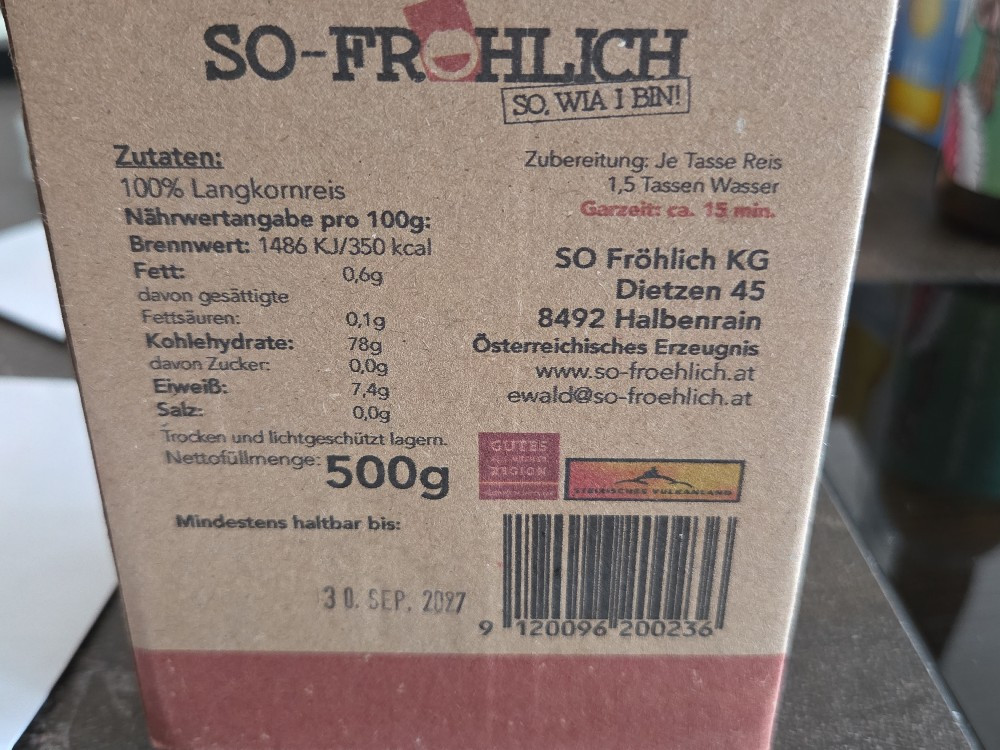 SO-FRÖHLICH
SO, WIA I BIN!
Zutaten:
100% Langkornreis
Nährwertangabe pro 100g:
Brennwert: 1486 KJ/350 kcal
Fett: 0,6g
davon gesättigte
Fettsäuren: 0,1g
Kohlehydrate: 78g
davon Zucker: 0,0g
Eiweiß: 7,4g
Salz: 0,0g
Trocken und lichtgeschützt lagern.
Nettofüllmenge: 500g
Mindestens haltbar bis:
30. SEP. 2027
Zubereitung: Je Tasse Reis
1,5 Tassen Wasser
Garzeit: ca. 15 min.
SO Fröhlich KG
Dietzen 45
8492 Halbenrain
Österreichisches Erzeugnis
www.so-froehlich.at
ewald@so-froehlich.at
GUTES
REGION
STEIRISCHES VULKANLAND
9 120096 200236